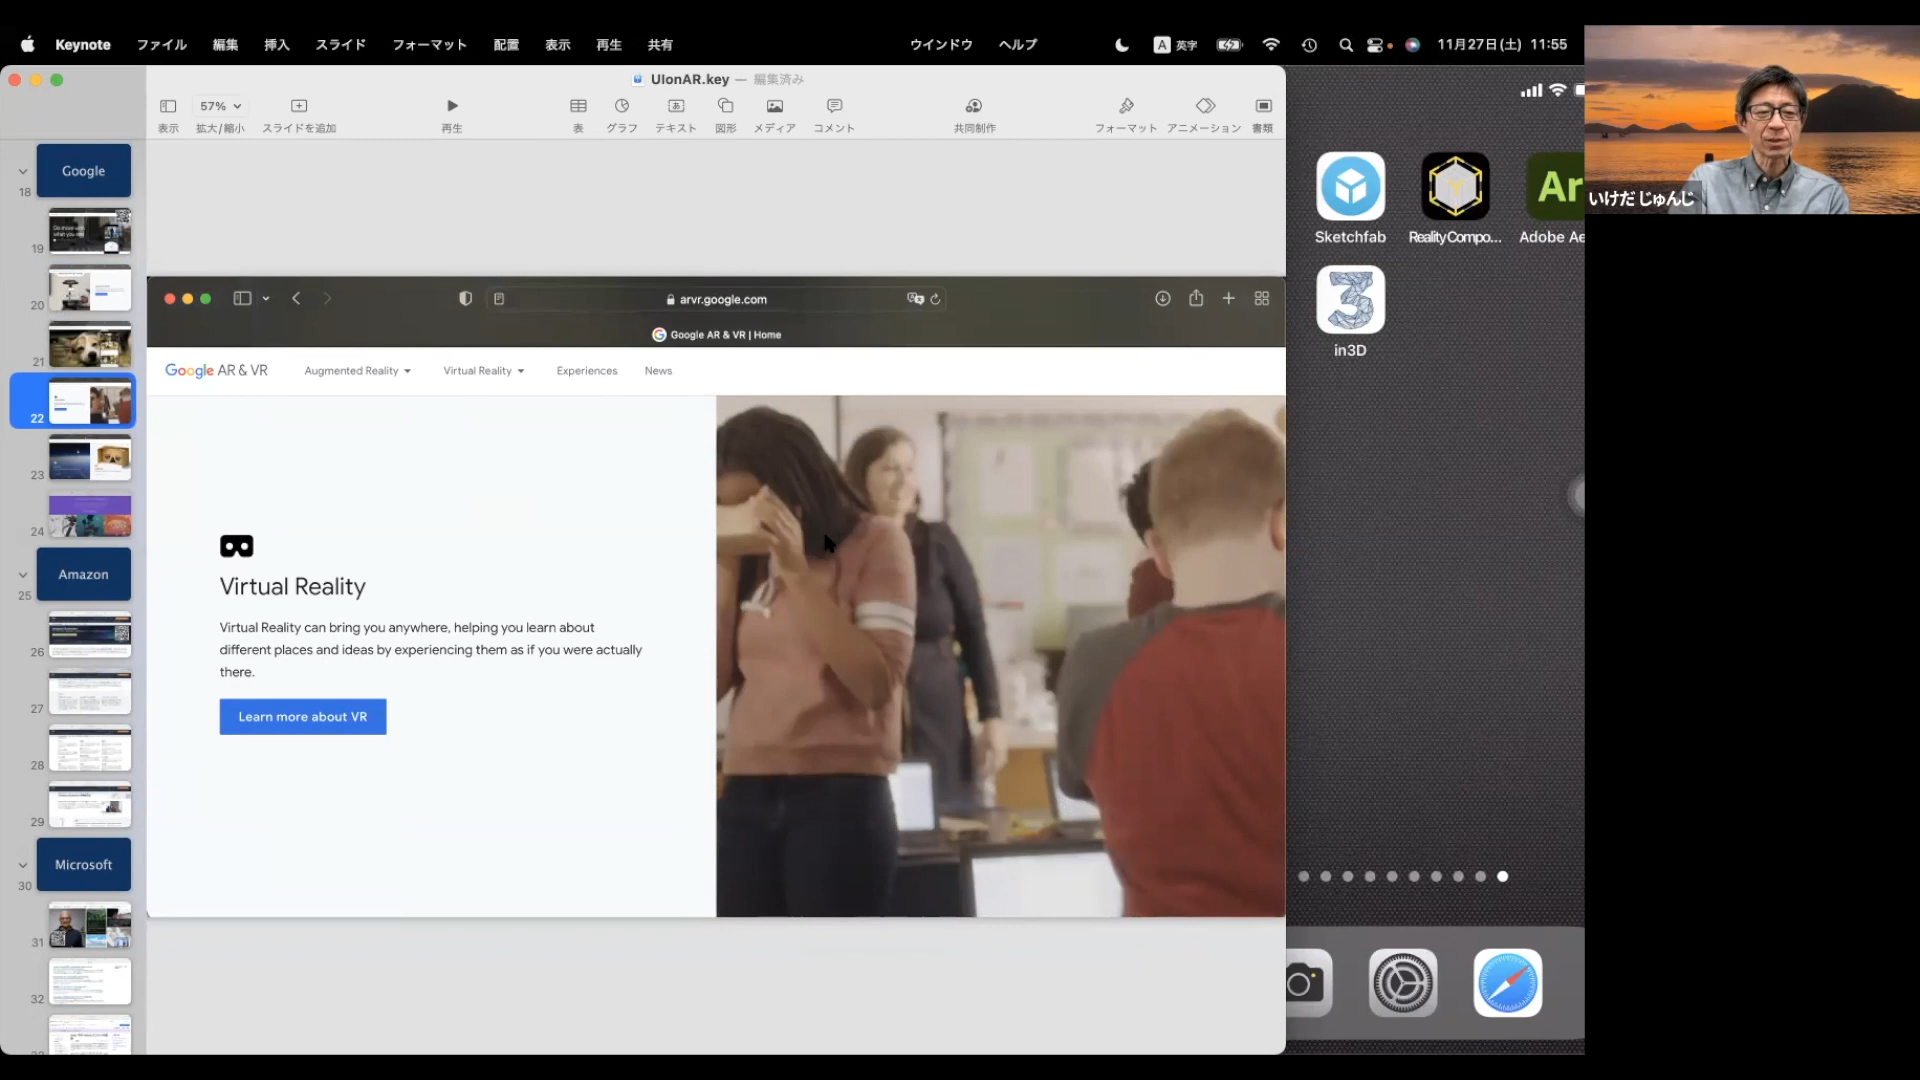 Keynote ファイル 編集 挿入 スライド フォーマット 配置 表示 再生 共有 ウインドウ ヘルプ A 英字 11月27日(土) 11:55
UIonAR.key — 編集済み
57%
表示 拡大/縮小 スライドを追加 再生 表 グラフ テキスト 図形 メディア コメント 共同制作 フォーマット アニメーション 書類
Google
18
19
20
21
22
23
24
Amazon
25
26
27
28
29
Microsoft
30
31
32
arvr.google.com
Google AR & VR | Home
Google AR & VR Augmented Reality Virtual Reality Experiences News
Virtual Reality
Virtual Reality can bring you anywhere, helping you learn about
different places and ideas by experiencing them as if you were actually
there.
Learn more about VR
Ar
Sketchfab RealityCompo... Adobe Ae
3
in3D
いけだ じゅんじ